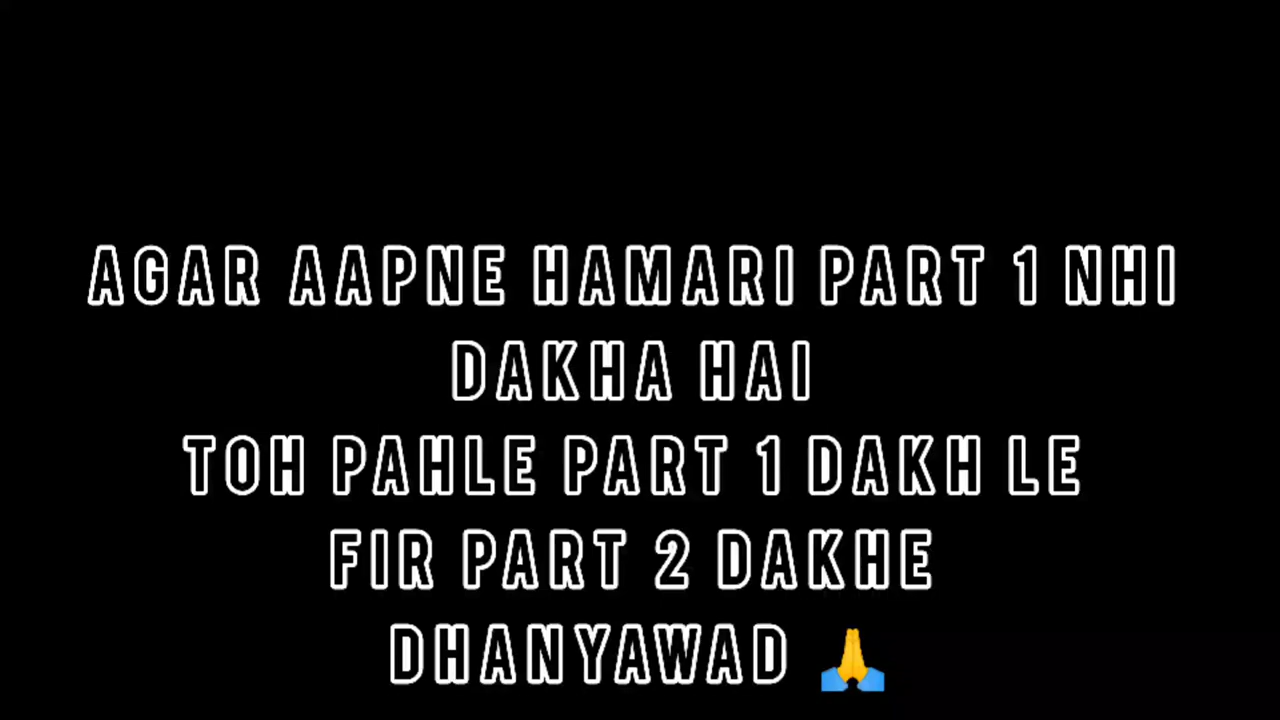 AGAR AAPNE HAMARI PART 1 NHI
DAKHA HAI
TOH PAHLE PART 1 DAKH LE
FIR PART 2 DAKHE
DHANYAWAD 🙏